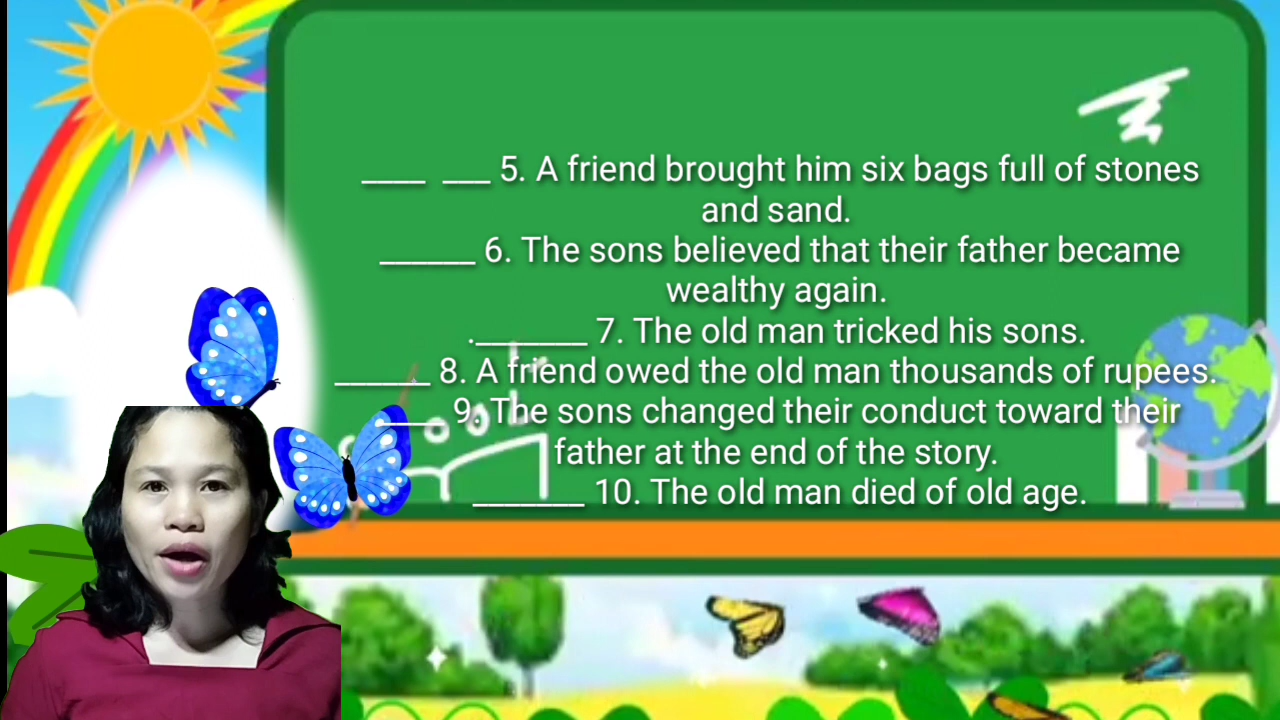 ____ ___ 5. A friend brought him six bags full of stones
and sand.
______ 6. The sons believed that their father became
wealthy again.
._______ 7. The old man tricked his sons.
______ 8. A friend owed the old man thousands of rupees.
____ 9. The sons changed their conduct toward their
father at the end of the story.
_______ 10. The old man died of old age.